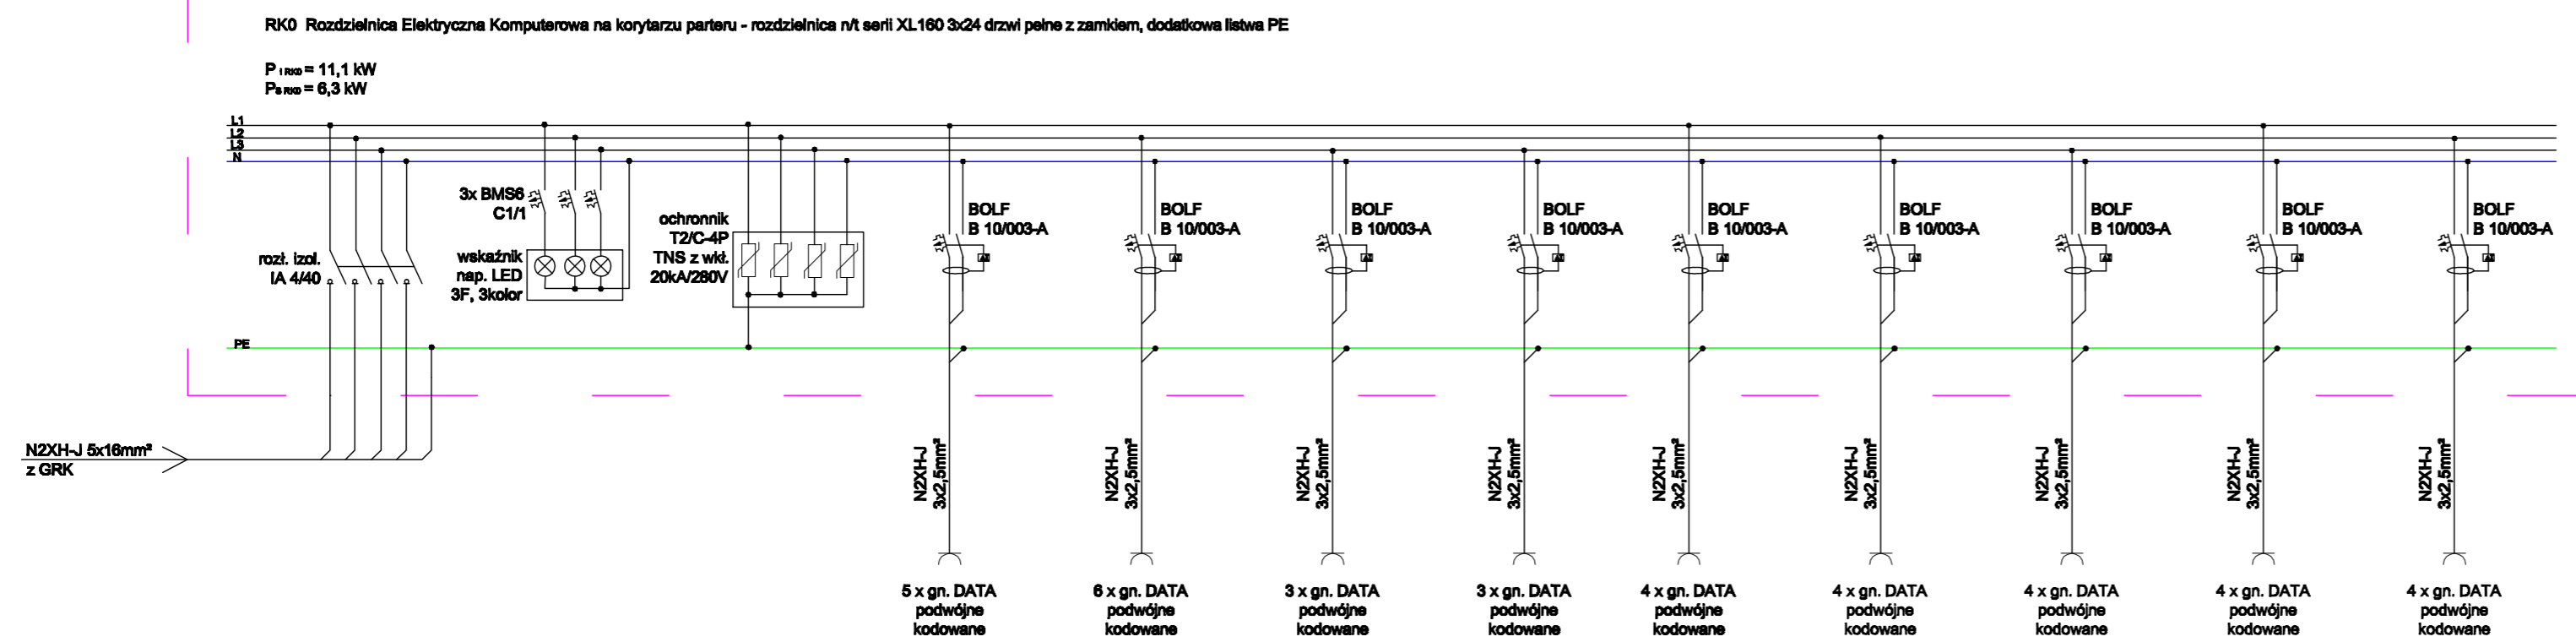 RK0 Rozdzielnica Elektryczna Komputerowa na korytarzu parteru - rozdzielnica n/t serii XL160 3x24 drzwi pełne z zamkiem, dodatkowa listwa PE
P I RK0 = 11,1 kW
PS RK0 = 6,3 kW
L1
L2
L3
N
3x BMS6
C1/1
rozł. izol.
IA 4/40
wskaźnik
nap. LED
3F, 3kolor
ochronnik
T2/C-4P
TNS z wkł.
20kA/280V
BOLF
B 10/003-A
BOLF
B 10/003-A
BOLF
B 10/003-A
BOLF
B 10/003-A
BOLF
B 10/003-A
BOLF
B 10/003-A
BOLF
B 10/003-A
BOLF
B 10/003-A
BOLF
B 10/003-A
PE
N2XH-J 5x16mm²
z GRK
N2XH-J
3x2,5mm²
N2XH-J
3x2,5mm²
N2XH-J
3x2,5mm²
N2XH-J
3x2,5mm²
N2XH-J
3x2,5mm²
N2XH-J
3x2,5mm²
N2XH-J
3x2,5mm²
N2XH-J
3x2,5mm²
N2XH-J
3x2,5mm²
5 x gn. DATA
podwójne
kodowane
6 x gn. DATA
podwójne
kodowane
3 x gn. DATA
podwójne
kodowane
3 x gn. DATA
podwójne
kodowane
4 x gn. DATA
podwójne
kodowane
4 x gn. DATA
podwójne
kodowane
4 x gn. DATA
podwójne
kodowane
4 x gn. DATA
podwójne
kodowane
4 x gn. DATA
podwójne
kodowane